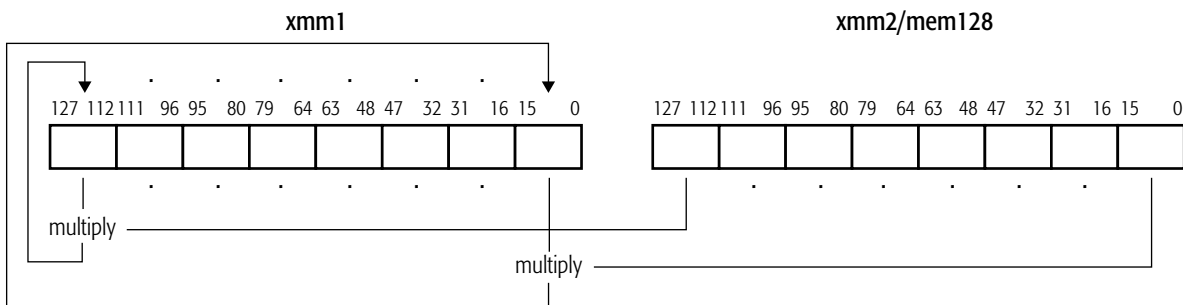 xmm1 xmm2/mem128
. . . . . .
127 112 111 96 95 80 79 64 63 48 47 32 31 16 15 0 127 112 111 96 95 80 79 64 63 48 47 32 31 16 15 0
. . . . . . . . . . . .
multiply
multiply